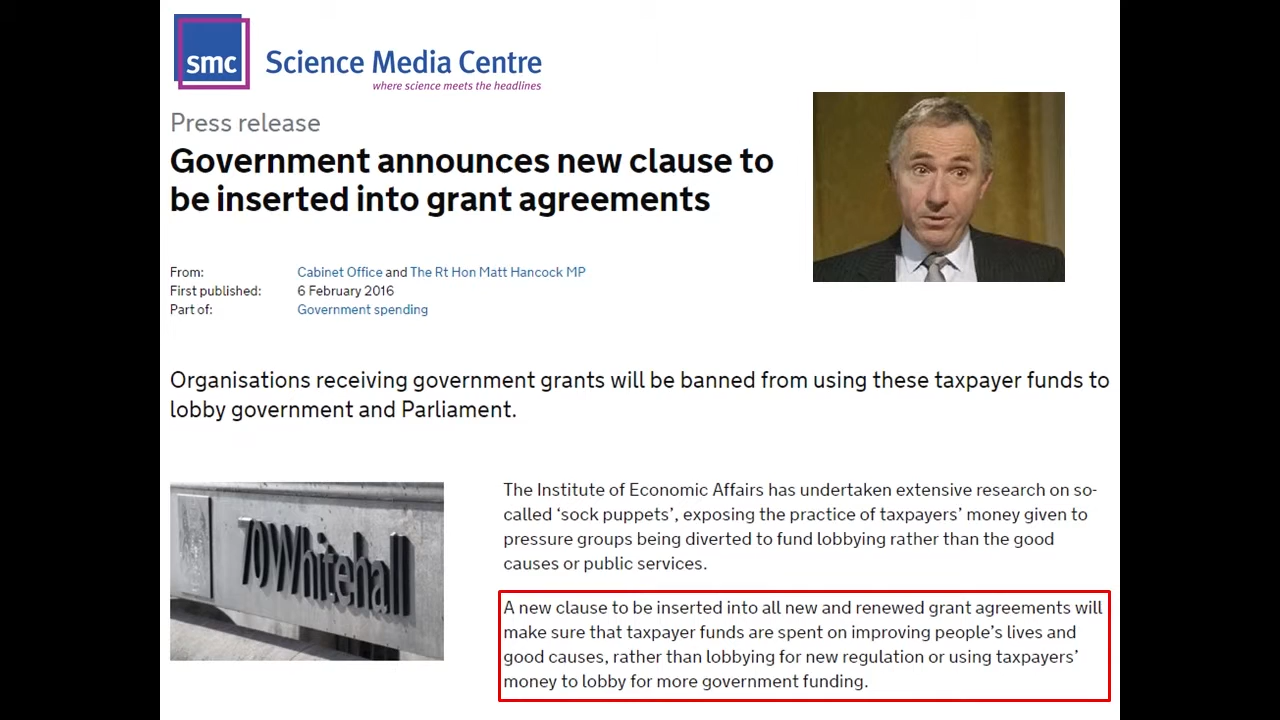 smc Science Media Centre
where science meets the headlines
Press release
Government announces new clause to
be inserted into grant agreements
From: Cabinet Office and The Rt Hon Matt Hancock MP
First published: 6 February 2016
Part of: Government spending
Organisations receiving government grants will be banned from using these taxpayer funds to
lobby government and Parliament.
70 Whitehall
The Institute of Economic Affairs has undertaken extensive research on so-
called ‘sock puppets’, exposing the practice of taxpayers’ money given to
pressure groups being diverted to fund lobbying rather than the good
causes or public services.
A new clause to be inserted into all new and renewed grant agreements will
make sure that taxpayer funds are spent on improving people’s lives and
good causes, rather than lobbying for new regulation or using taxpayers’
money to lobby for more government funding.